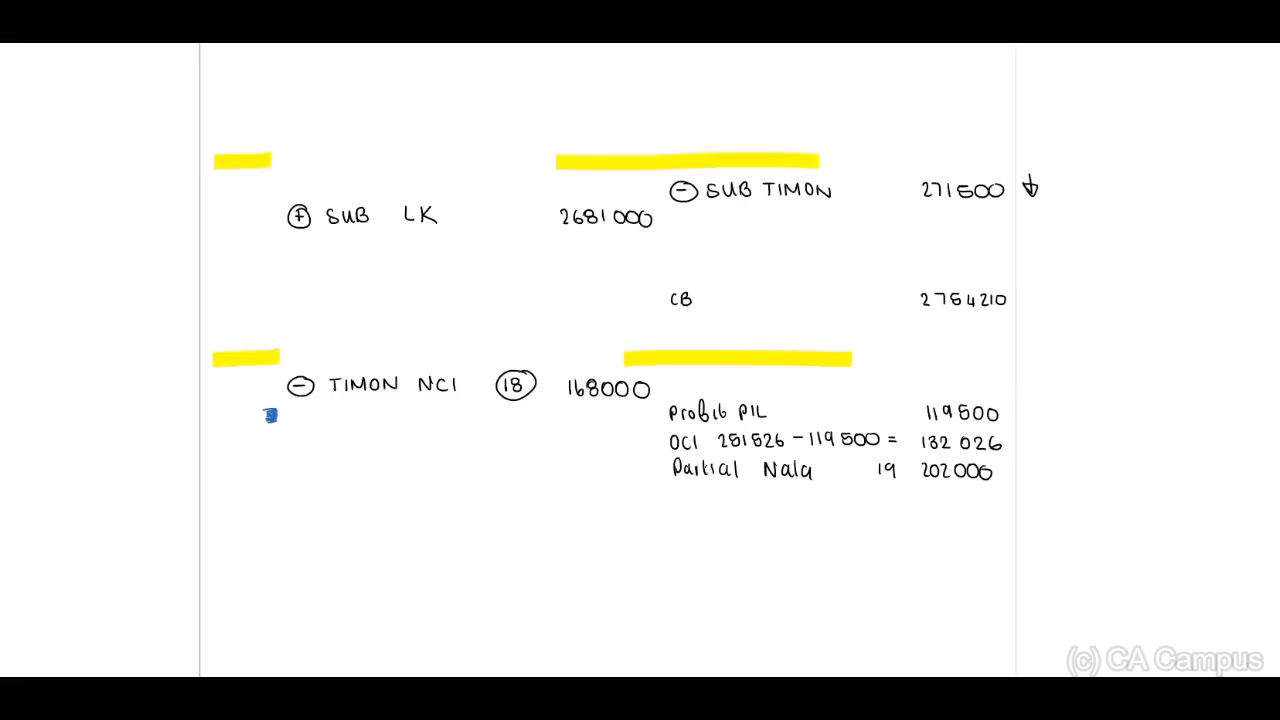 - SUB TIMON 271500 ↓
+ SUB LK 2681000
CB 2754210
- TIMON NCI 18 168000
Profit P/L 119500
OCI 251526 - 119500 = 132026
Partial Nala 19 202006
(c) CA Campus